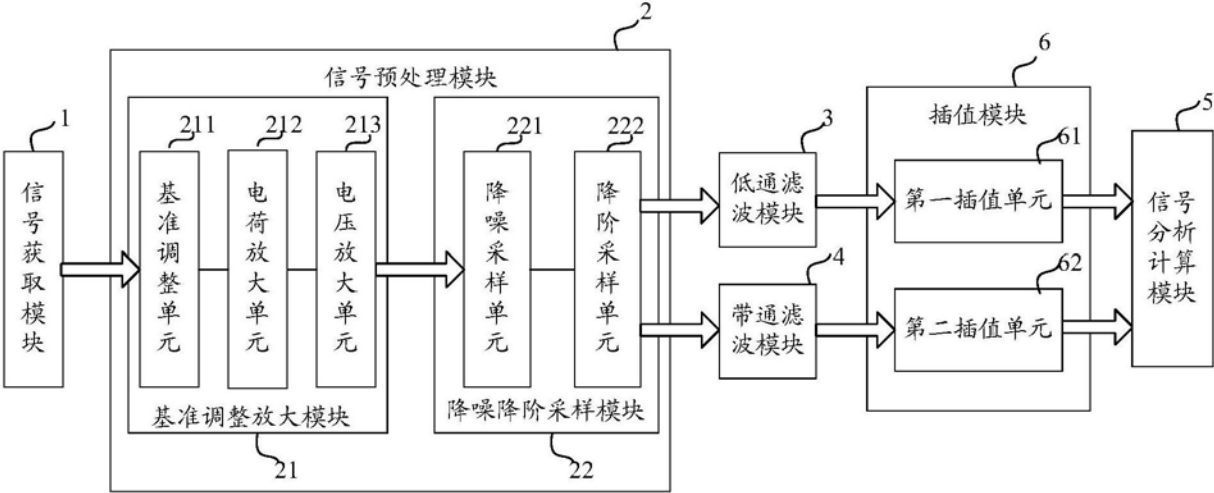 2
信号预处理模块
1
信号获取模块
211
基准调整单元
212
电荷放大单元
213
电压放大单元
基准调整放大模块
21
221
降噪采样单元
222
降阶采样单元
降噪降阶采样模块
22
3
低通滤
波模块
4
带通滤
波模块
6
插值模块
61
第一插值单元
62
第二插值单元
5
信号
分析
计算
模块